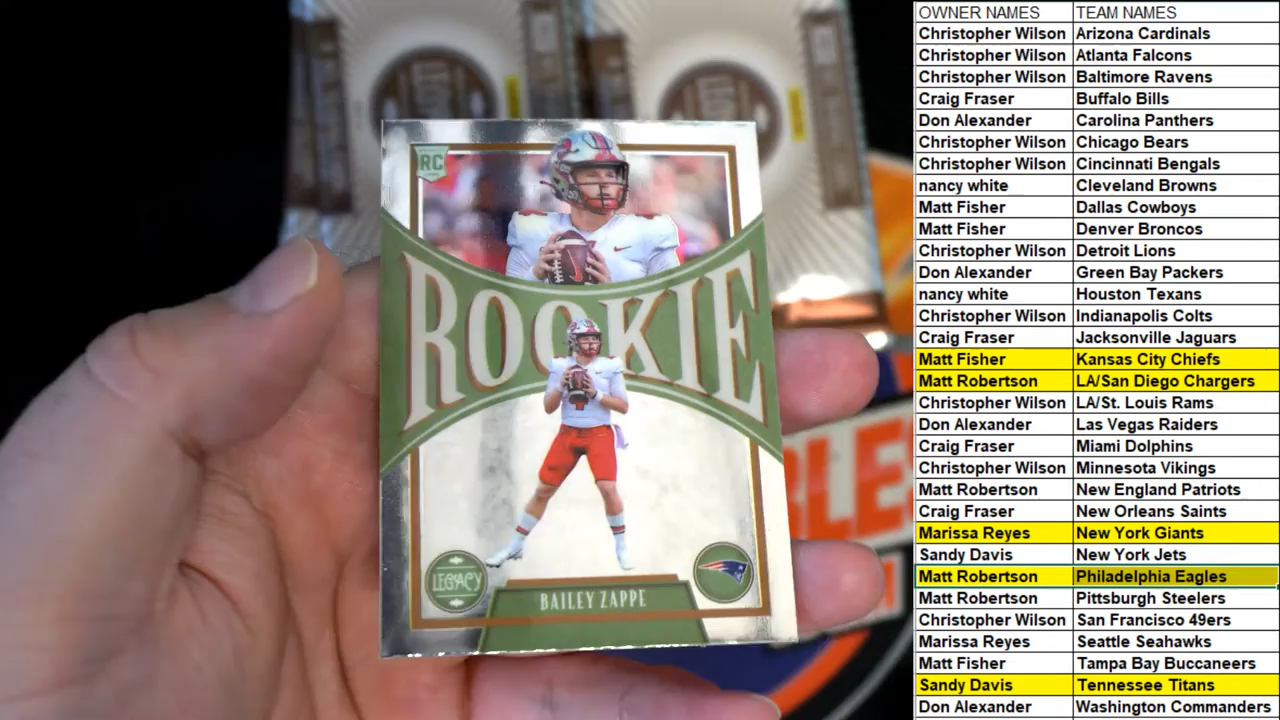 RC
ROOKIE
LEGACY
BAILEY ZAPPE
OWNER NAMES TEAM NAMES
Christopher Wilson Arizona Cardinals
Christopher Wilson Atlanta Falcons
Christopher Wilson Baltimore Ravens
Craig Fraser Buffalo Bills
Don Alexander Carolina Panthers
Christopher Wilson Chicago Bears
Christopher Wilson Cincinnati Bengals
nancy white Cleveland Browns
Matt Fisher Dallas Cowboys
Matt Fisher Denver Broncos
Christopher Wilson Detroit Lions
Don Alexander Green Bay Packers
nancy white Houston Texans
Christopher Wilson Indianapolis Colts
Craig Fraser Jacksonville Jaguars
Matt Fisher Kansas City Chiefs
Matt Robertson LA/San Diego Chargers
Christopher Wilson LA/St. Louis Rams
Don Alexander Las Vegas Raiders
Craig Fraser Miami Dolphins
Christopher Wilson Minnesota Vikings
Matt Robertson New England Patriots
Craig Fraser New Orleans Saints
Marissa Reyes New York Giants
Sandy Davis New York Jets
Matt Robertson Philadelphia Eagles
Matt Robertson Pittsburgh Steelers
Christopher Wilson San Francisco 49ers
Marissa Reyes Seattle Seahawks
Matt Fisher Tampa Bay Buccaneers
Sandy Davis Tennessee Titans
Don Alexander Washington Commanders